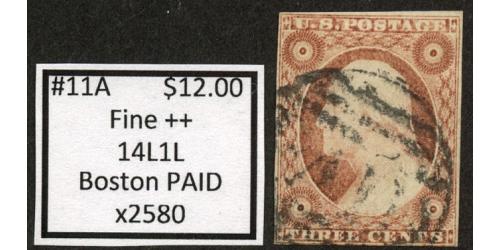 #11A $12.00
Fine ++
14L1L
Boston PAID
x2580
U.S. POSTAGE
THREE CENTS